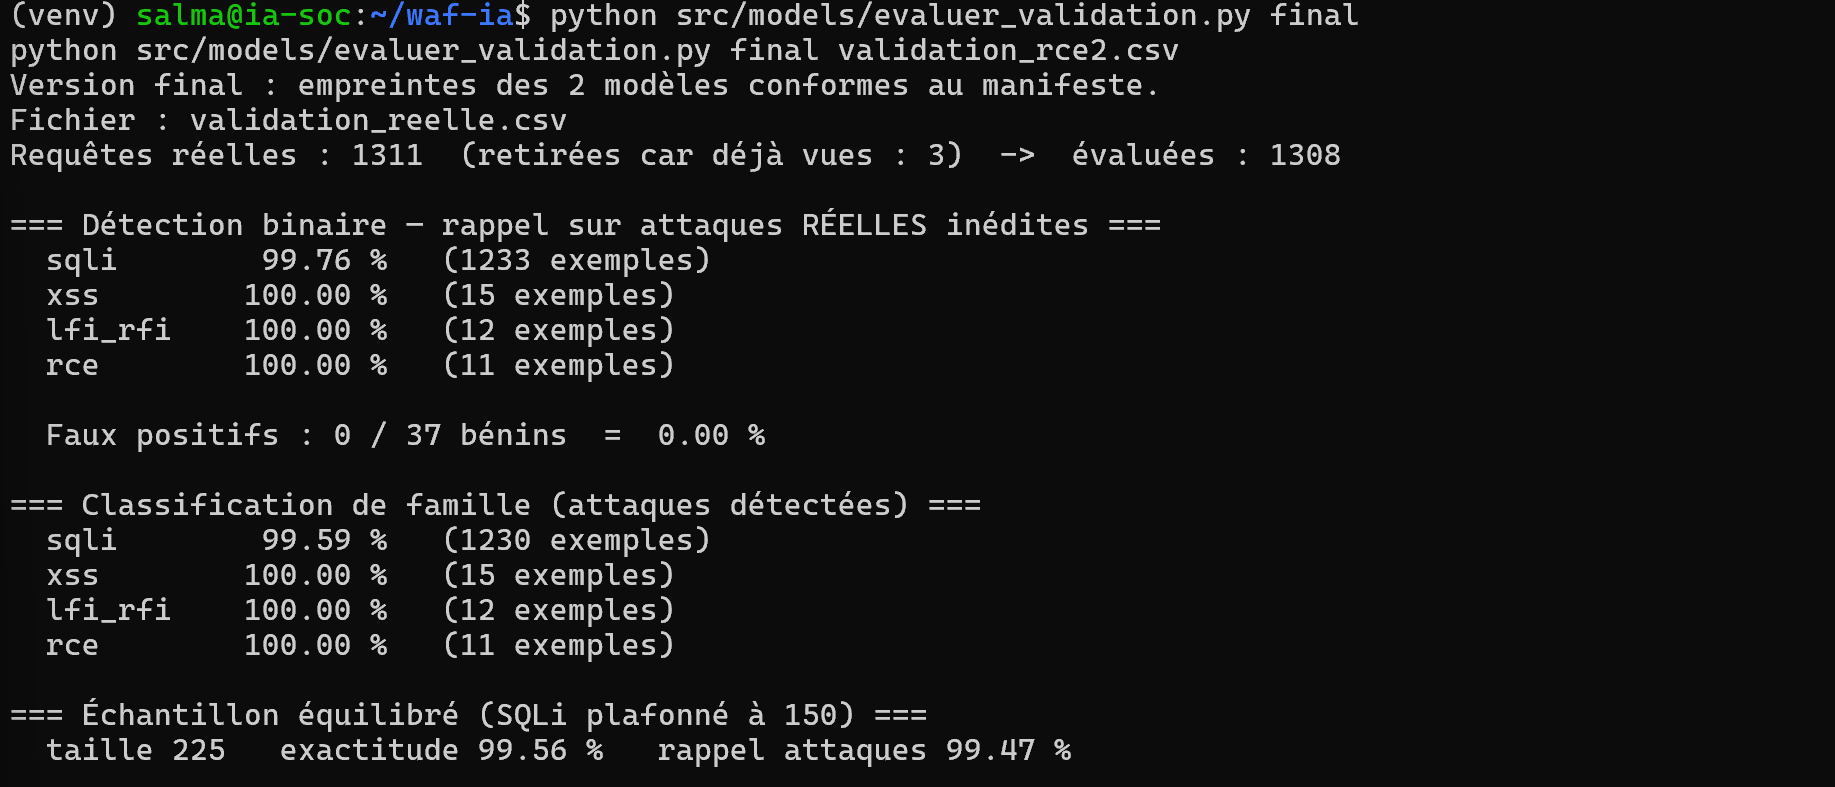 (venv) salma@ia-soc:~/waf-ia$ python src/models/evaluer_validation.py final
python src/models/evaluer_validation.py final validation_rce2.csv
Version final : empreintes des 2 modèles conformes au manifeste.
Fichier : validation_reelle.csv
Requêtes réelles : 1311  (retirées car déjà vues : 3)  —>  évaluées : 1308
=== Détection binaire — rappel sur attaques RÉELLES inédites ===
sqli        99.76 %   (1233 exemples)
xss        100.00 %   (15 exemples)
lfi_rfi    100.00 %   (12 exemples)
rce        100.00 %   (11 exemples)
Faux positifs : 0 / 37 bénins  =  0.00 %
=== Classification de famille (attaques détectées) ===
sqli        99.59 %   (1230 exemples)
xss        100.00 %   (15 exemples)
lfi_rfi    100.00 %   (12 exemples)
rce        100.00 %   (11 exemples)
=== Échantillon équilibré (SQLi plafonné à 150) ===
taille 225   exactitude 99.56 %   rappel attaques 99.47 %